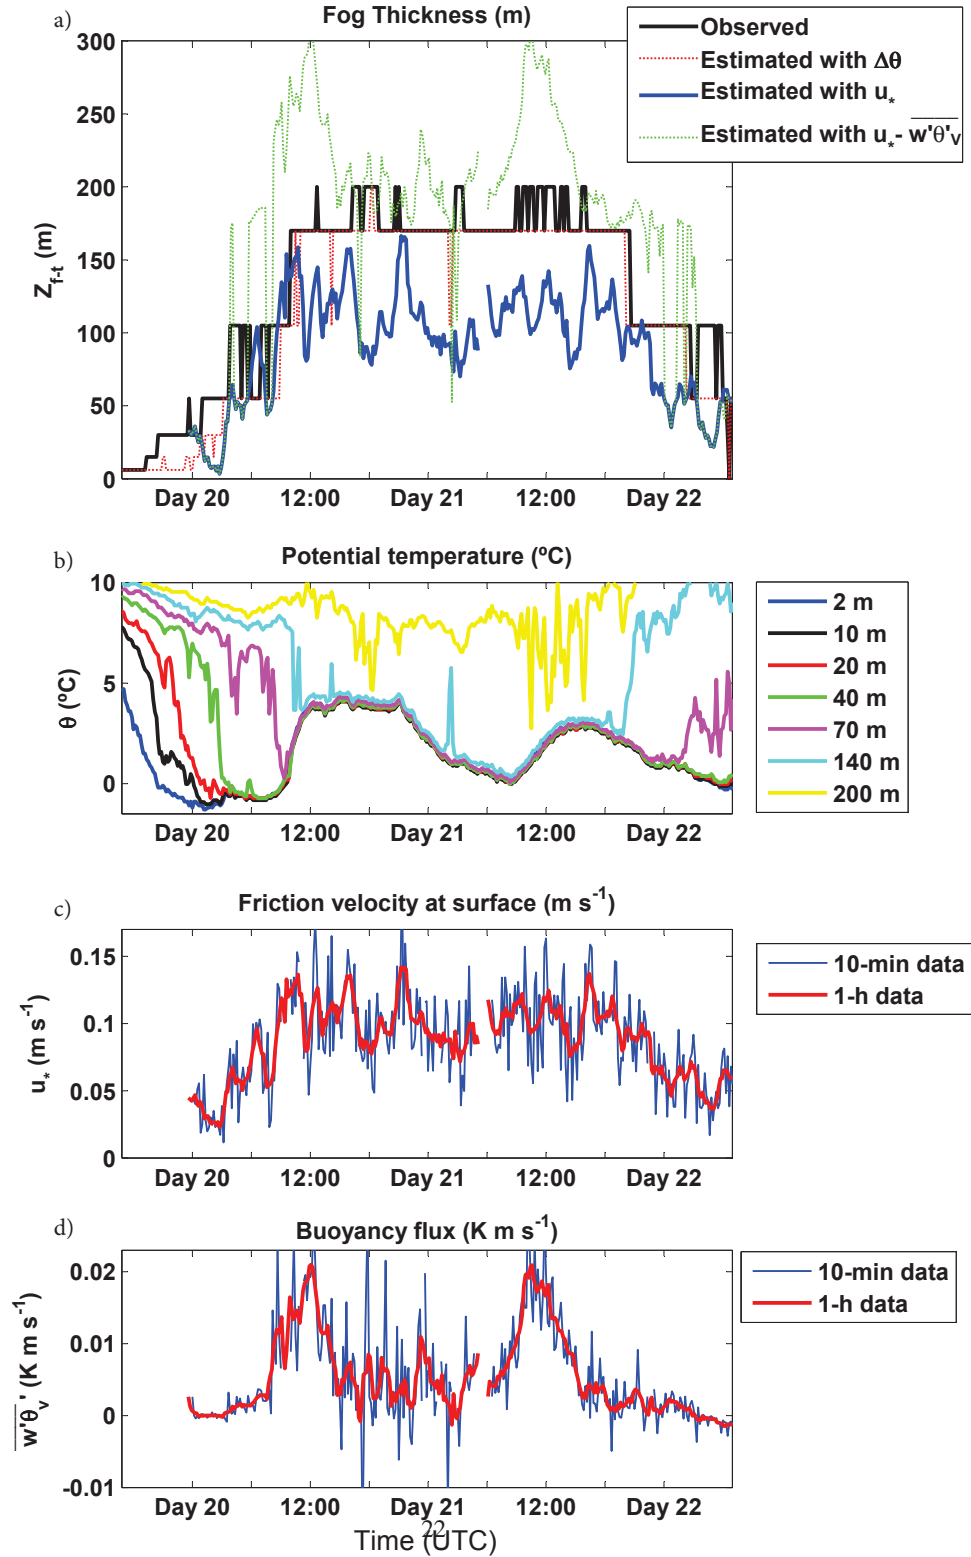 a)
Fog Thickness (m)
Observed
Estimated with Δθ
Estimated with u*
Estimated with u*- w'θ'v
300
250
200
150
100
50
0
Z f-t (m)
Day 20 12:00 Day 21 12:00 Day 22
b)
Potential temperature (ºC)
10
5
0
θ (ºC)
2 m
10 m
20 m
40 m
70 m
140 m
200 m
Day 20 12:00 Day 21 12:00 Day 22
c)
Friction velocity at surface (m s-1)
0.15
0.1
0.05
0
u* (m s-1)
10-min data
1-h data
Day 20 12:00 Day 21 12:00 Day 22
d)
Buoyancy flux (K m s-1)
0.02
0.01
0
-0.01
w'θv' (K m s-1)
10-min data
1-h data
Day 20 12:00 Day 21 12:00 Day 22
Time (UTC)
22